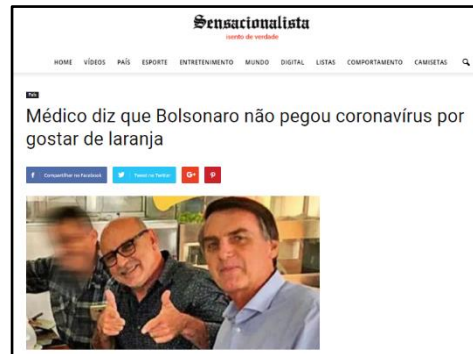 Sensacionalista
isento de verdade
HOME VÍDEOS PAÍS ESPORTE ENTRETENIMENTO MUNDO DIGITAL LISTAS COMPORTAMENTO CAMISETAS
País
Médico diz que Bolsonaro não pegou coronavírus por
gostar de laranja
Compartilhar no Facebook Tweet no Twitter G+